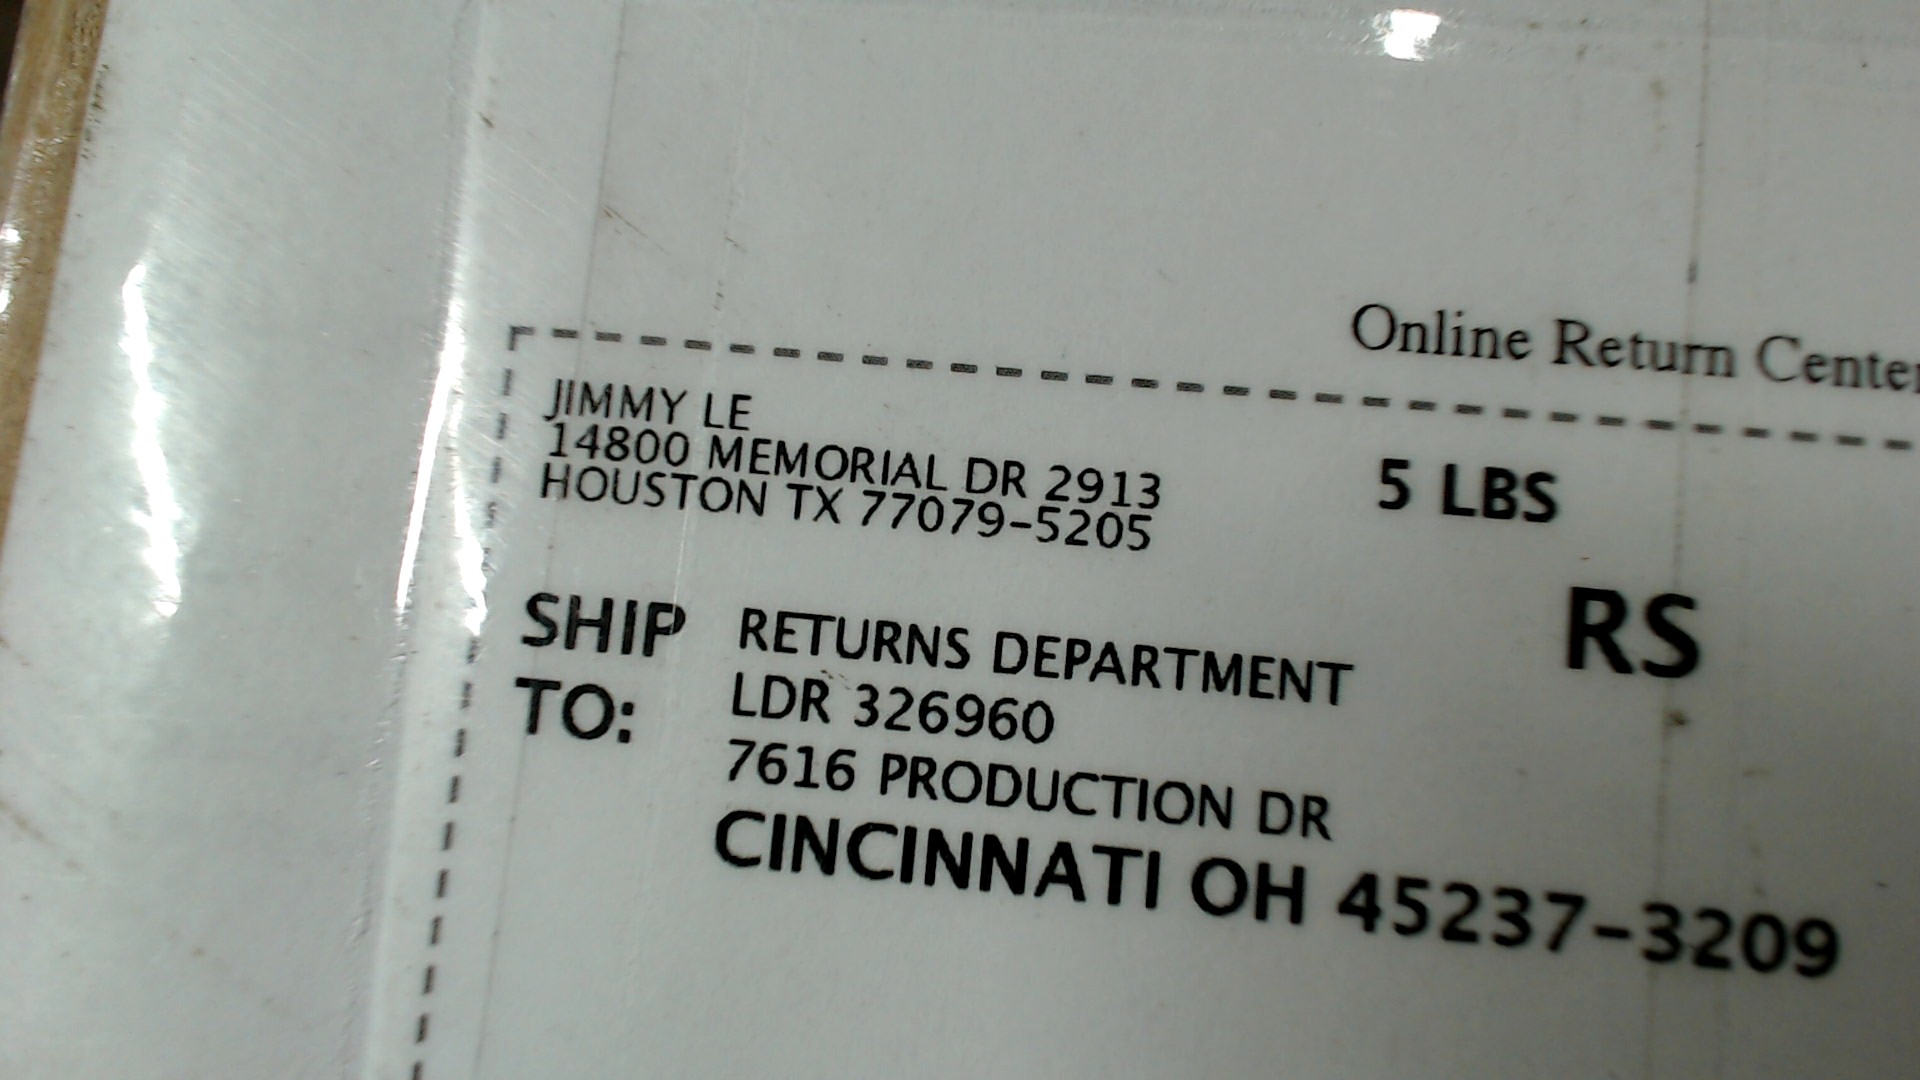 Online Return Center
JIMMY LE
14800 MEMORIAL DR 2913
HOUSTON TX 77079-5205
5 LBS
RS
SHIP TO:
RETURNS DEPARTMENT
LDR 326960
7616 PRODUCTION DR
CINCINNATI OH 45237-3209